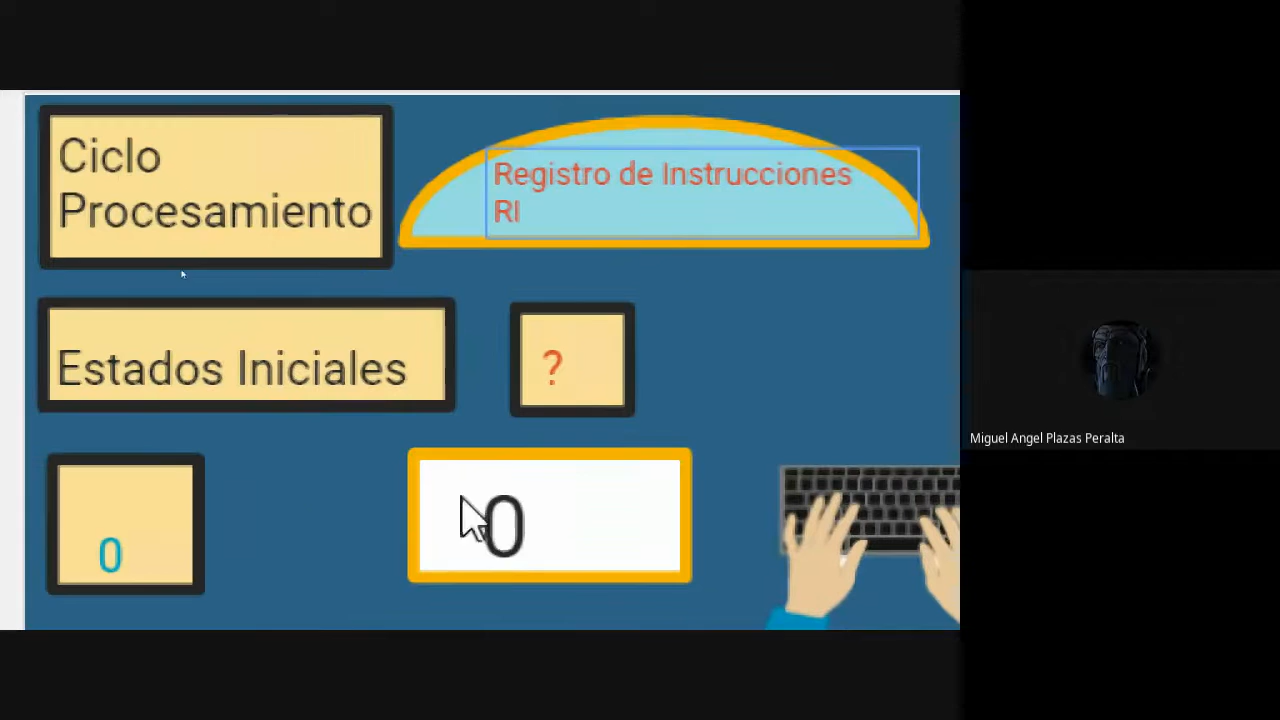 Ciclo
Procesamiento
Registro de Instrucciones
RI
Estados Iniciales
?
0
0
Miguel Angel Plazas Peralta